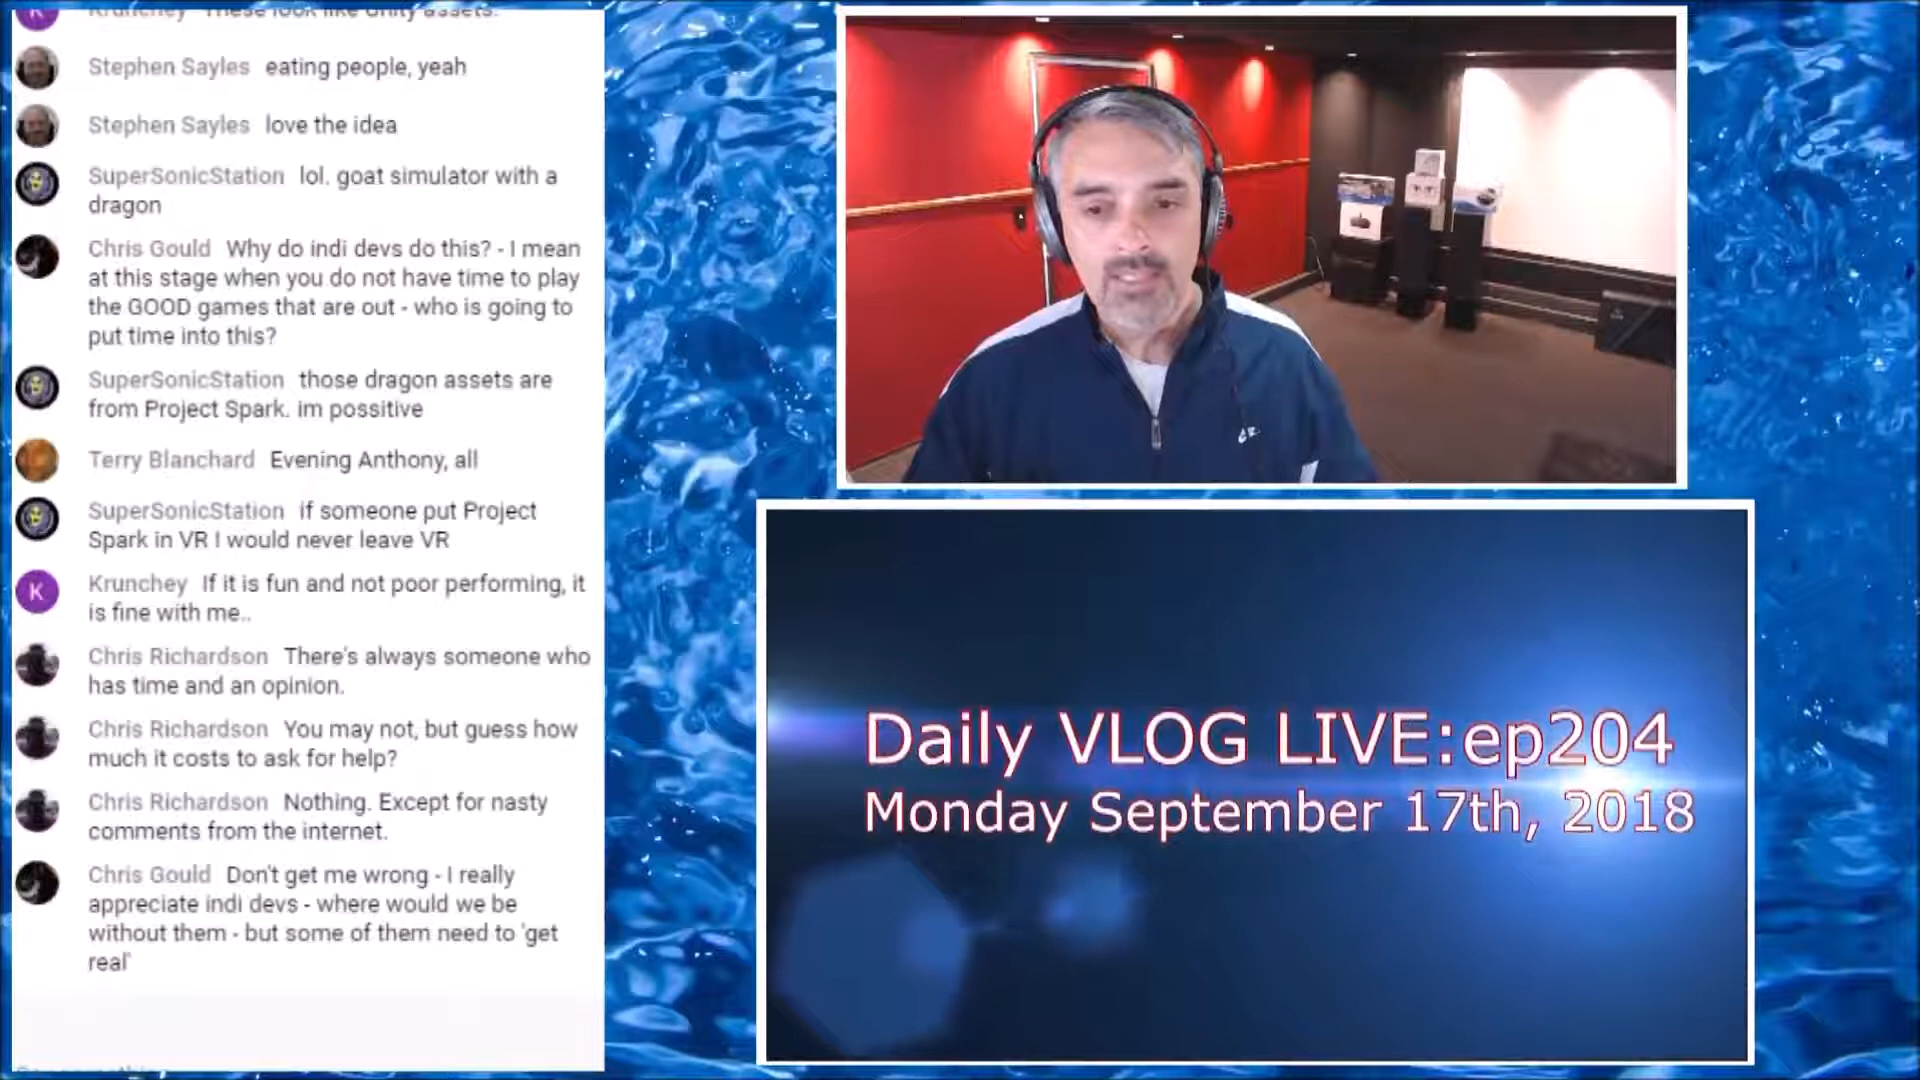 Krunchey These look like Unity assets.
Stephen Sayles eating people, yeah
Stephen Sayles love the idea
SuperSonicStation lol. goat simulator with a
dragon
Chris Gould Why do indi devs do this? - I mean
at this stage when you do not have time to play
the GOOD games that are out - who is going to
put time into this?
SuperSonicStation those dragon assets are
from Project Spark. im possitive
Terry Blanchard Evening Anthony, all
SuperSonicStation if someone put Project
Spark in VR I would never leave VR
K
Krunchey If it is fun and not poor performing, it
is fine with me..
Chris Richardson There's always someone who
has time and an opinion.
Chris Richardson You may not, but guess how
much it costs to ask for help?
Chris Richardson Nothing. Except for nasty
comments from the internet.
Chris Gould Don't get me wrong - I really
appreciate indi devs - where would we be
without them - but some of them need to 'get
real'
Daily VLOG LIVE:ep204
Monday September 17th, 2018